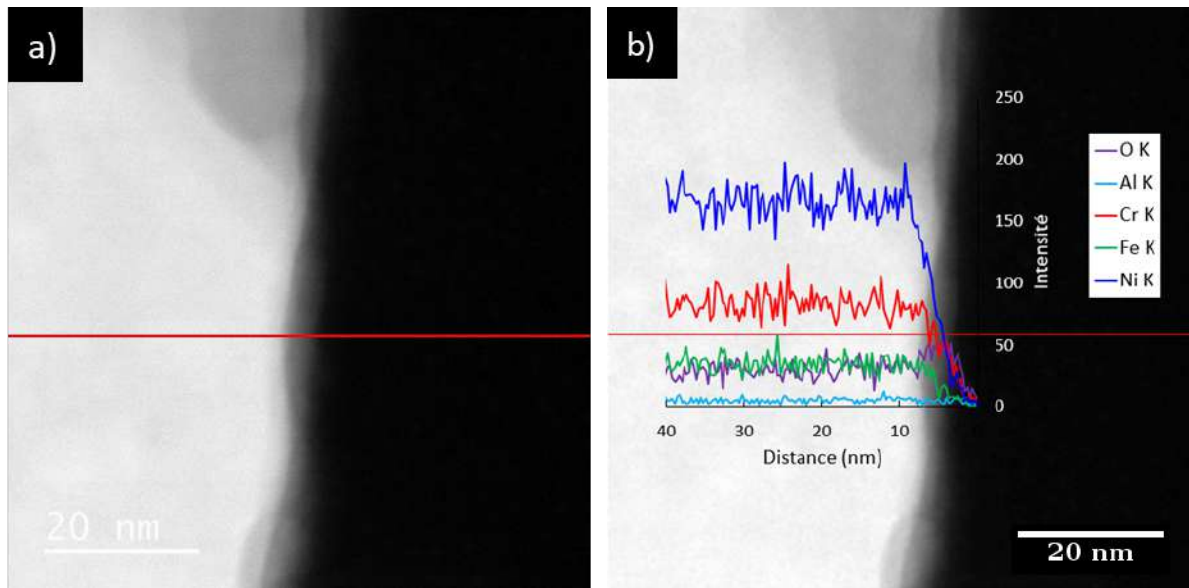 a)
20 nm
b)
250
200
150
100
50
0
Intensité
O K
Al K
Cr K
Fe K
Ni K
40 30 20 10
Distance (nm)
20 nm